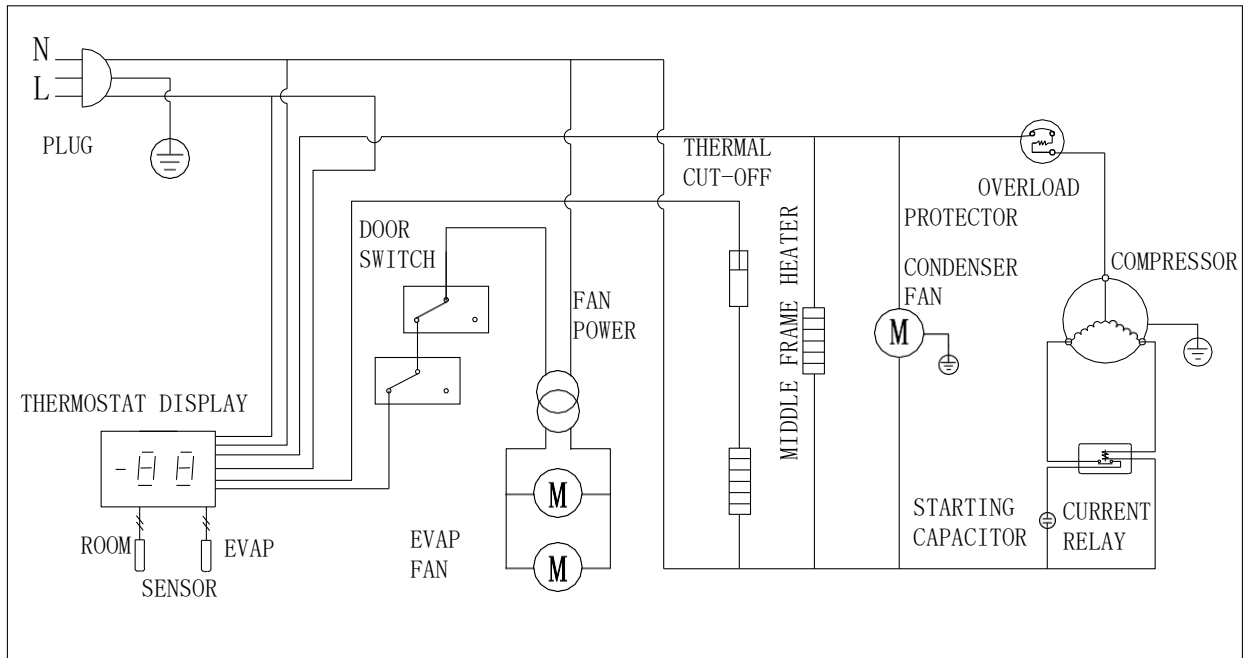 N
L
PLUG
THERMAL
CUT-OFF
OVERLOAD
PROTECTOR
DOOR
SWITCH
FAN
POWER
MIDDLE FRAME HEATER
CONDENSER
FAN
M
COMPRESSOR
THERMOSTAT DISPLAY
-88
ROOM
EVAP
SENSOR
EVAP
FAN
M
M
STARTING
CAPACITOR
CURRENT
RELAY